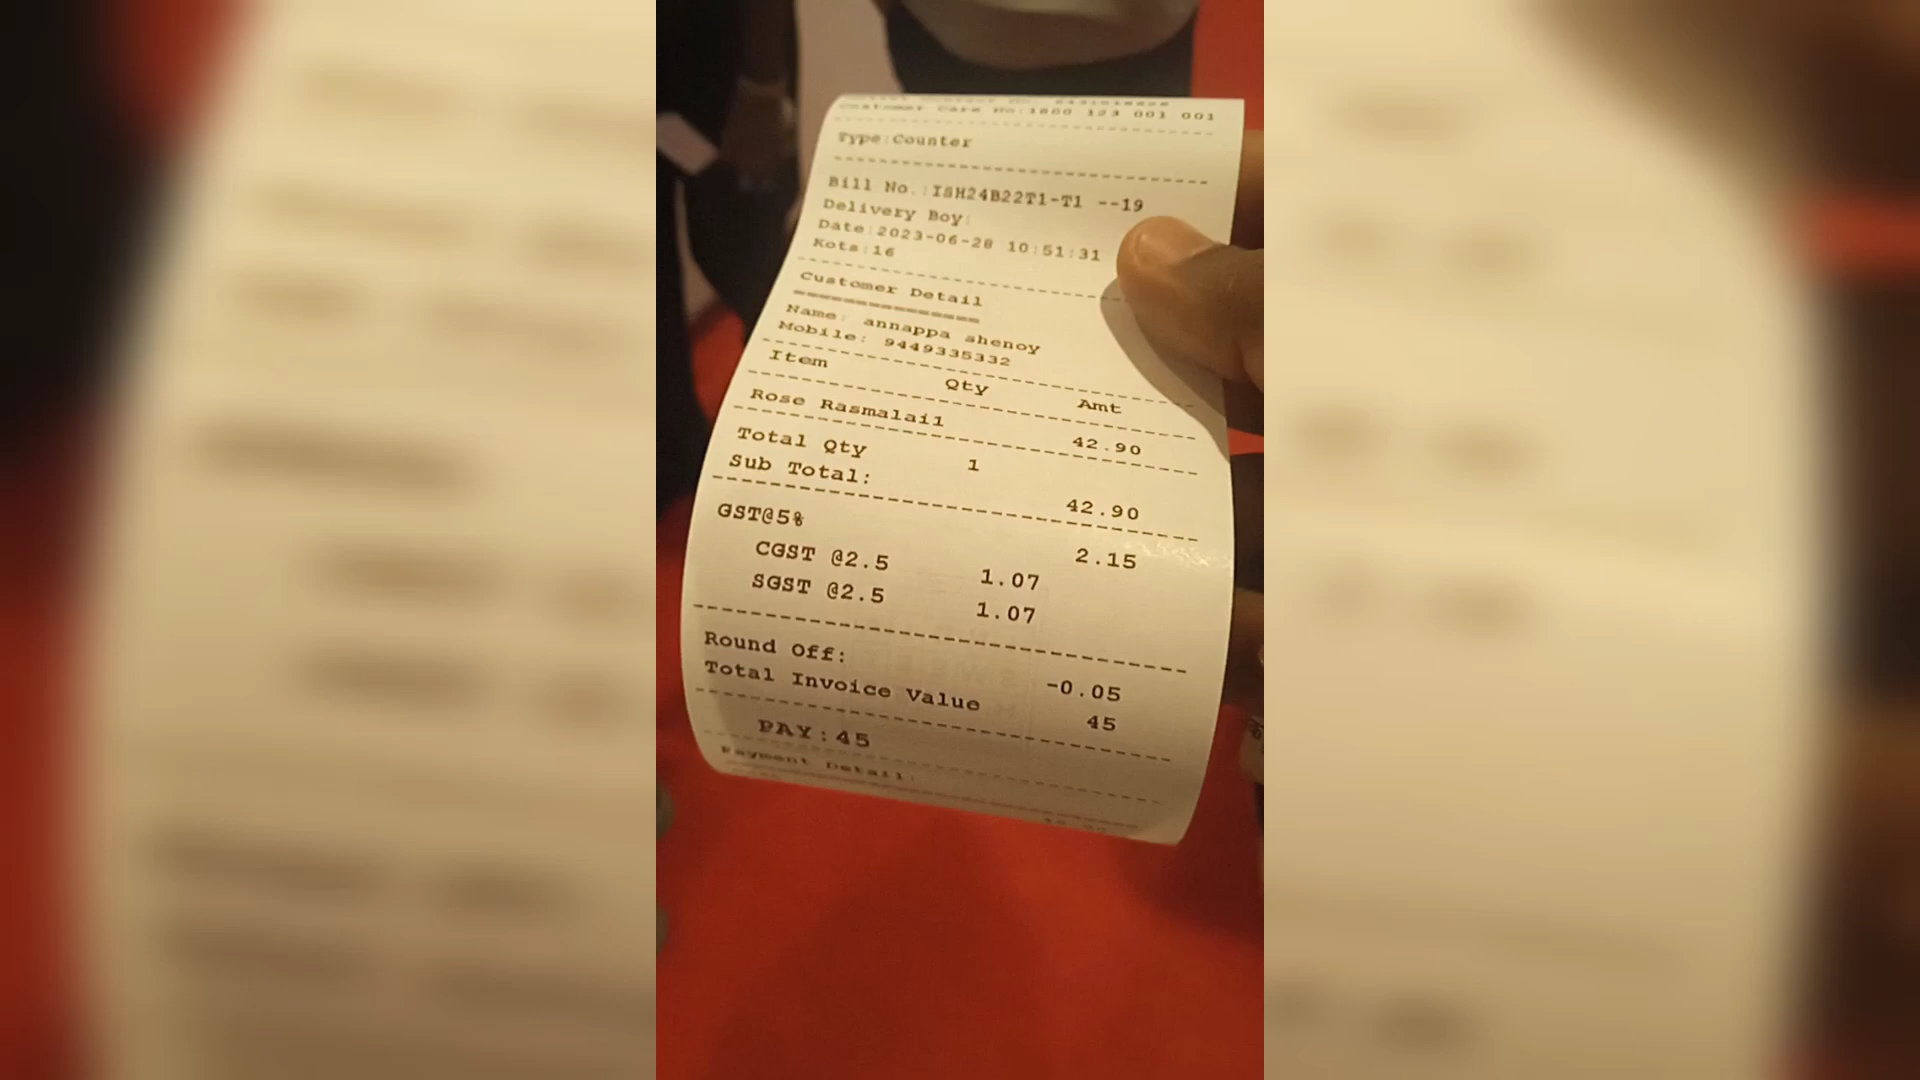 Customer Care No:1800 123 001 001
Type:Counter
Bill No.:ISH24B22T1-T1 --19
Delivery Boy:
Date:2023-06-28 10:51:31
Kots:16
Customer Detail
Name: annappa shenoy
Mobile: 9449335332
Item Qty Amt
Rose Rasmalai1 42.90
Total Qty 1
Sub Total: 42.90
GST@5% 2.15
CGST @2.5 1.07
SGST @2.5 1.07
Round Off: -0.05
Total Invoice Value 45
PAY:45
Payment Detail: